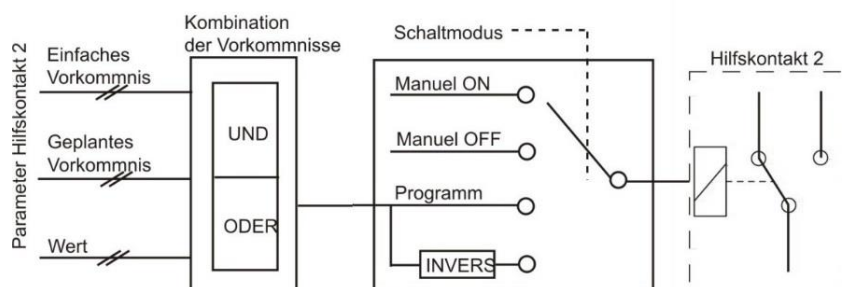 Kombination
der Vorkommnisse
Schaltmodus
Hilfskontakt 2
Parameter Hilfskontakt 2
Einfaches
Vorkommnis
Geplantes
Vorkommnis
Wert
UND
ODER
Manuel ON
Manuel OFF
Programm
INVERS